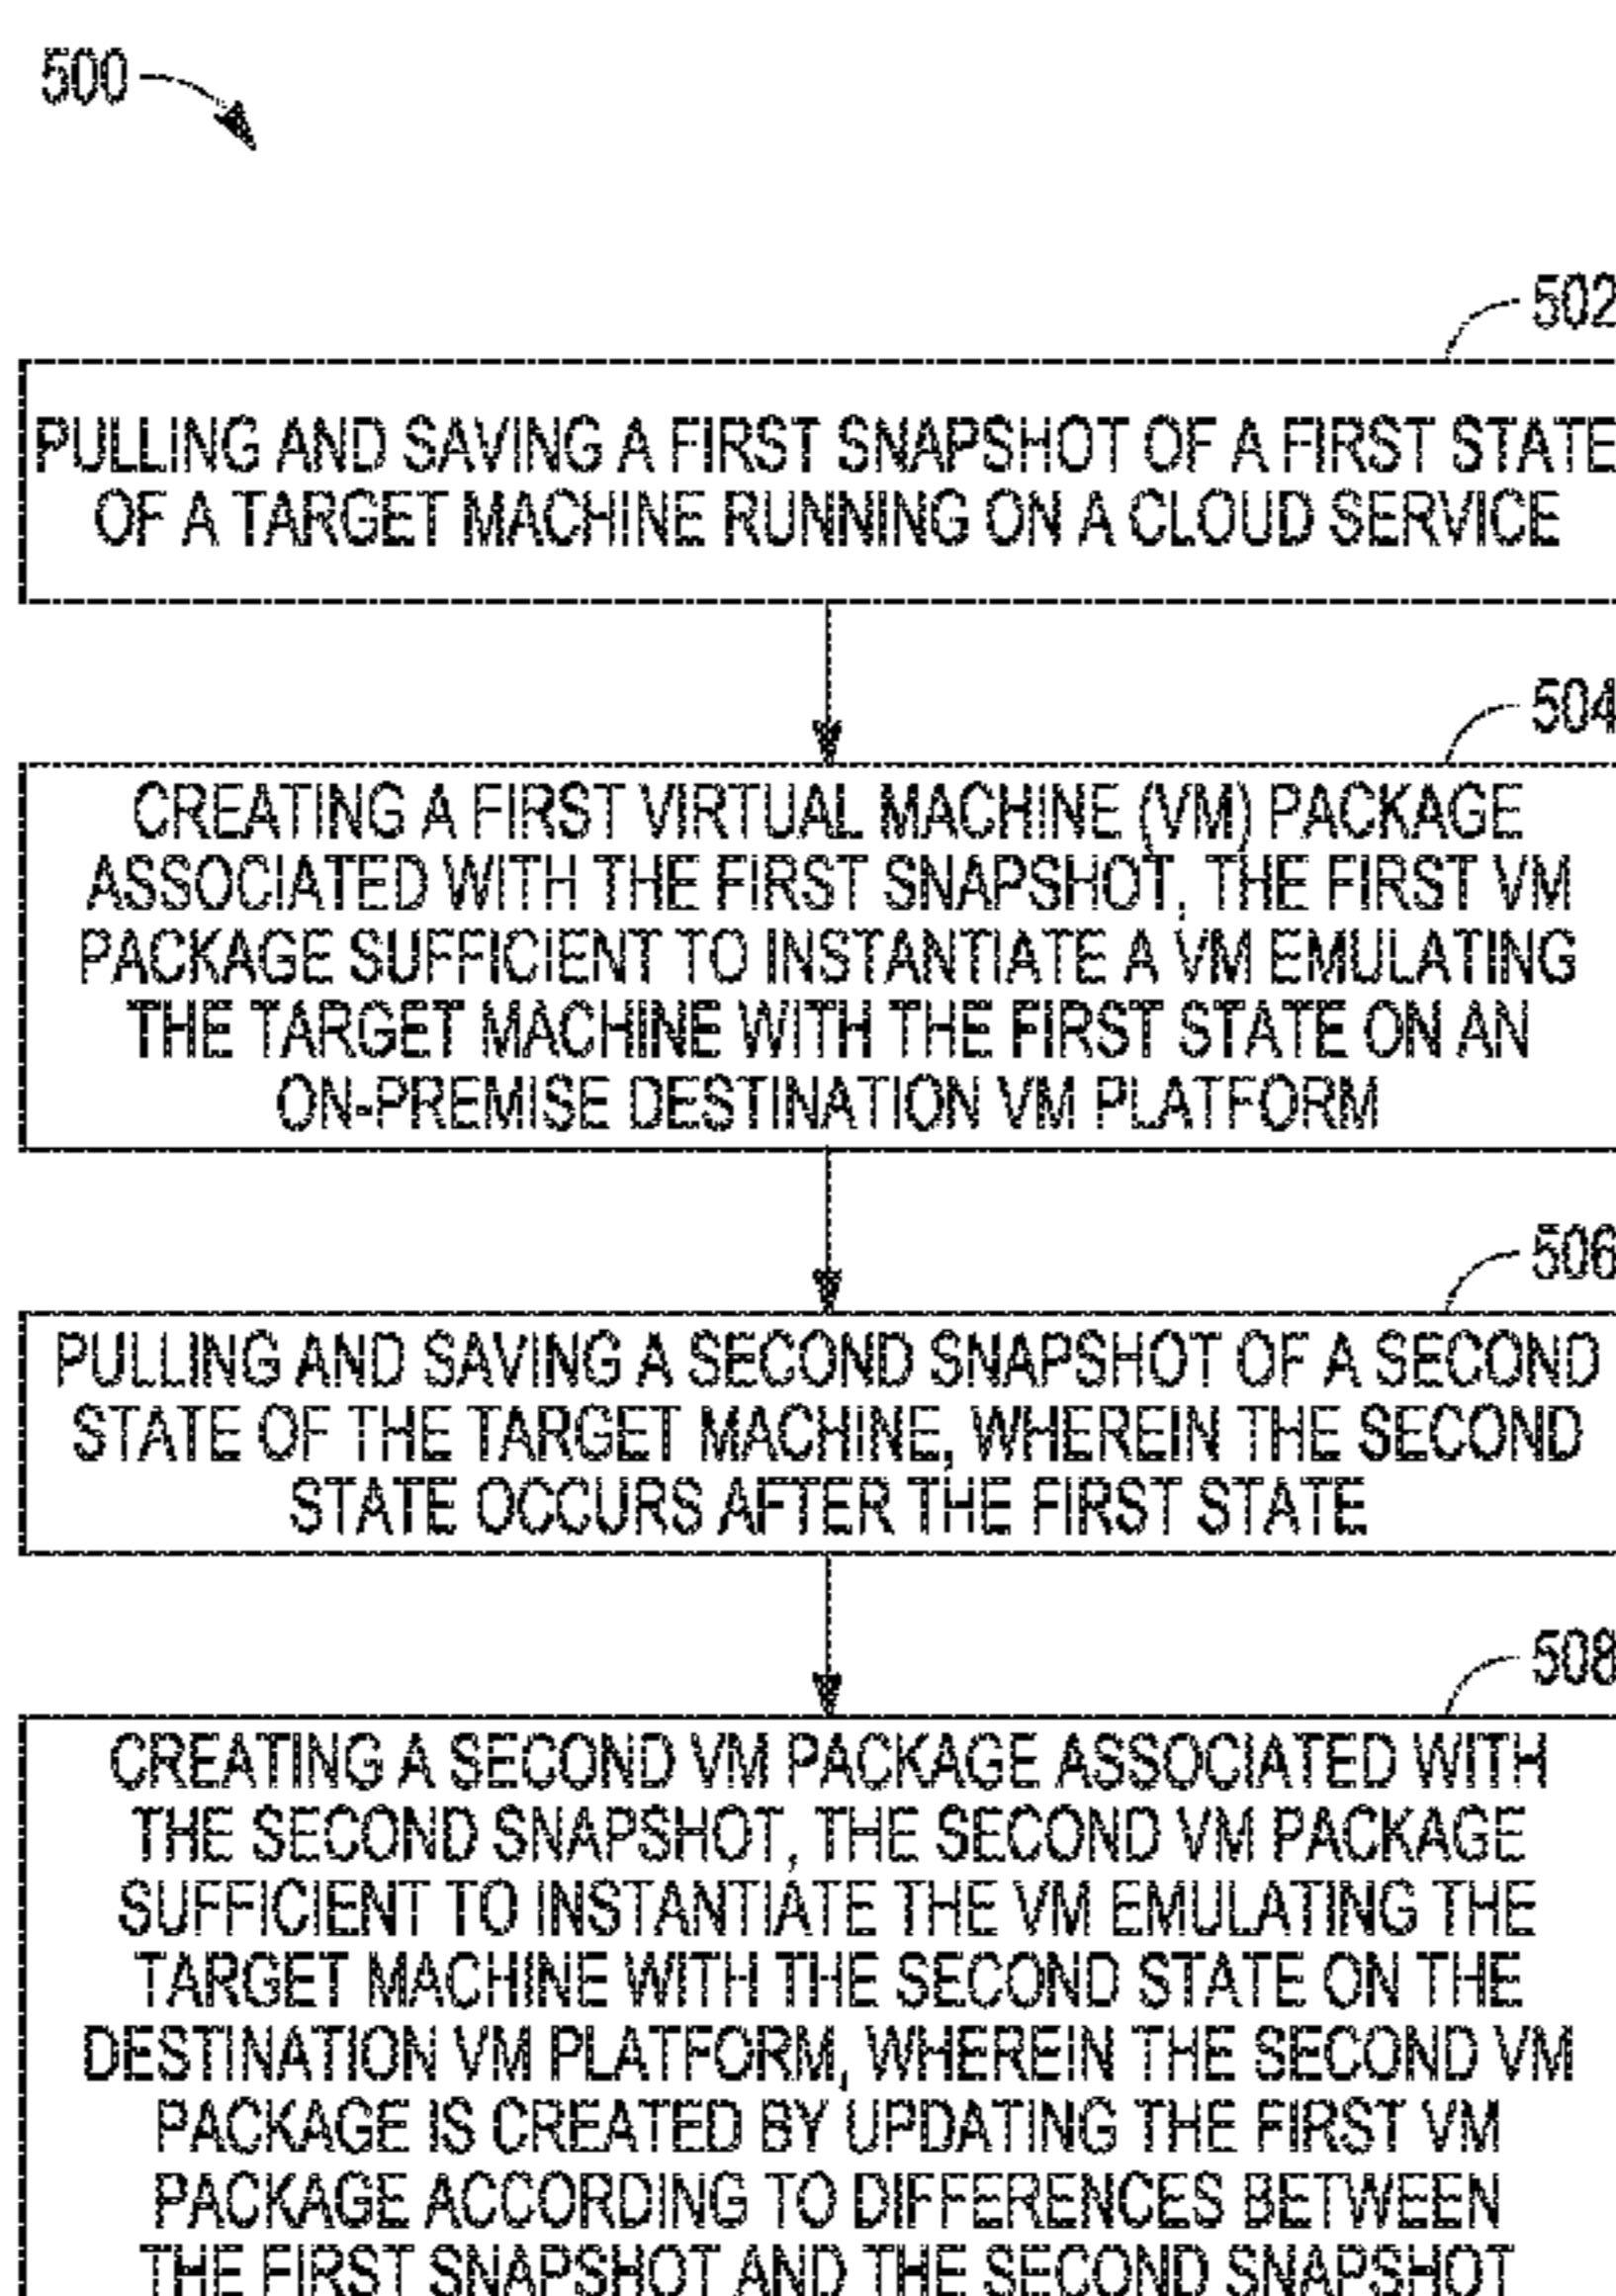 500
502
PULLING AND SAVING A FIRST SNAPSHOT OF A FIRST STATE
OF A TARGET MACHINE RUNNING ON A CLOUD SERVICE
504
CREATING A FIRST VIRTUAL MACHINE (VM) PACKAGE
ASSOCIATED WITH THE FIRST SNAPSHOT, THE FIRST VM
PACKAGE SUFFICIENT TO INSTANTIATE A VM EMULATING
THE TARGET MACHINE WITH THE FIRST STATE ON AN
ON-PREMISE DESTINATION VM PLATFORM
506
PULLING AND SAVING A SECOND SNAPSHOT OF A SECOND
STATE OF THE TARGET MACHINE, WHEREIN THE SECOND
STATE OCCURS AFTER THE FIRST STATE
508
CREATING A SECOND VM PACKAGE ASSOCIATED WITH
THE SECOND SNAPSHOT, THE SECOND VM PACKAGE
SUFFICIENT TO INSTANTIATE THE VM EMULATING THE
TARGET MACHINE WITH THE SECOND STATE ON THE
DESTINATION VM PLATFORM, WHEREIN THE SECOND VM
PACKAGE IS CREATED BY UPDATING THE FIRST VM
PACKAGE ACCORDING TO DIFFERENCES BETWEEN
THE FIRST SNAPSHOT AND THE SECOND SNAPSHOT